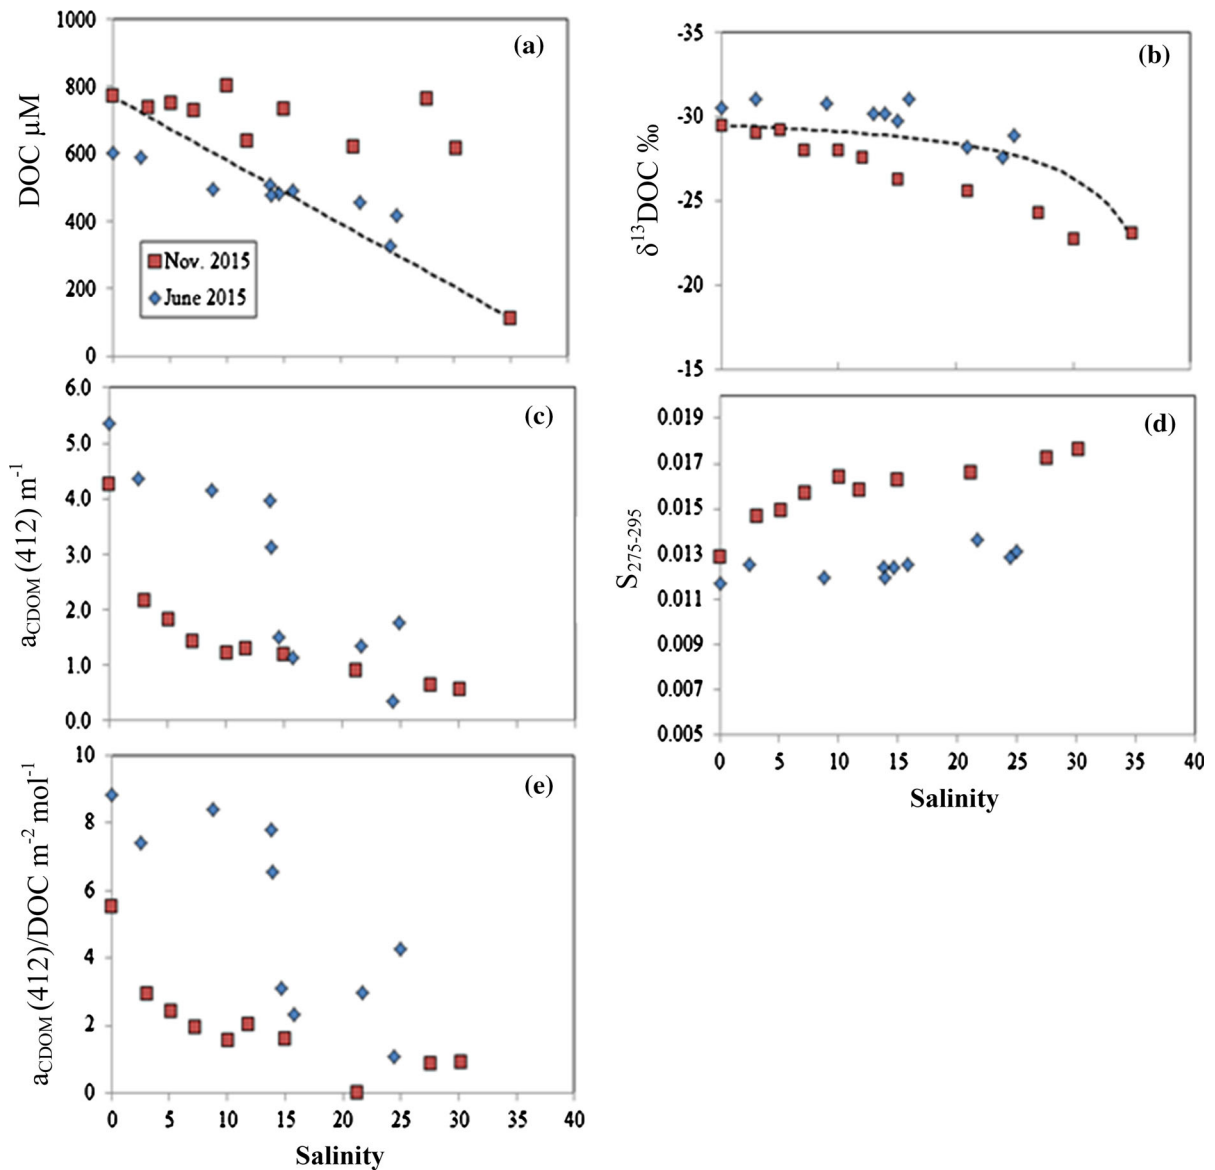 1000
800
600
400
200
0
DOC µM
(a)
Nov. 2015
June 2015
-35
-30
-25
-20
-15
δ¹³DOC ‰
(b)
6.0
5.0
4.0
3.0
2.0
1.0
0.0
a_CDOM (412) m⁻¹
(c)
0.019
0.017
0.015
0.013
0.011
0.009
0.007
0.005
S₂₇₅₋₂₉₅
(d)
0 5 10 15 20 25 30 35 40
Salinity
10
8
6
4
2
0
a_CDOM (412)/DOC m⁻² mol⁻¹
(e)
0 5 10 15 20 25 30 35 40
Salinity